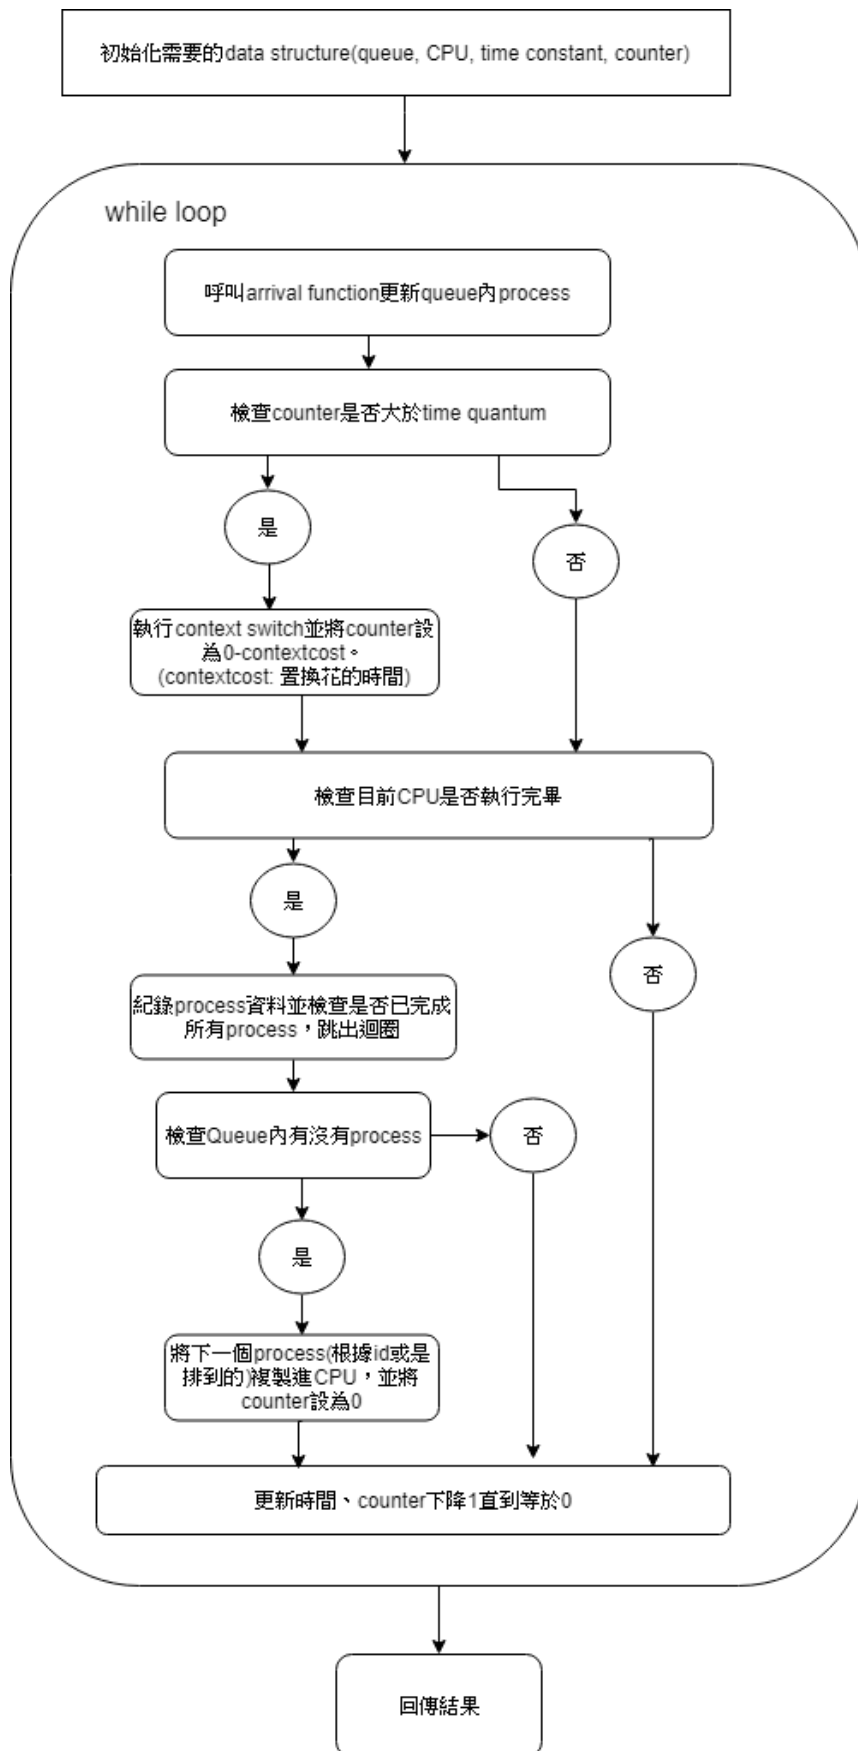 初始化需要的data structure(queue, CPU, time constant, counter)
while loop
呼叫arrival function更新queue內process
檢查counter是否大於time quantum
是
否
執行context switch並將counter設
為0-contextcost。
(contextcost: 置換花的時間)
檢查目前CPU是否執行完畢
是
否
紀錄process資料並檢查是否已完成
所有process，跳出迴圈
檢查Queue內有沒有process
否
是
將下一個process(根據id或是
排到的)複製進CPU，並將
counter設為0
更新時間、counter下降1直到等於0
回傳結果